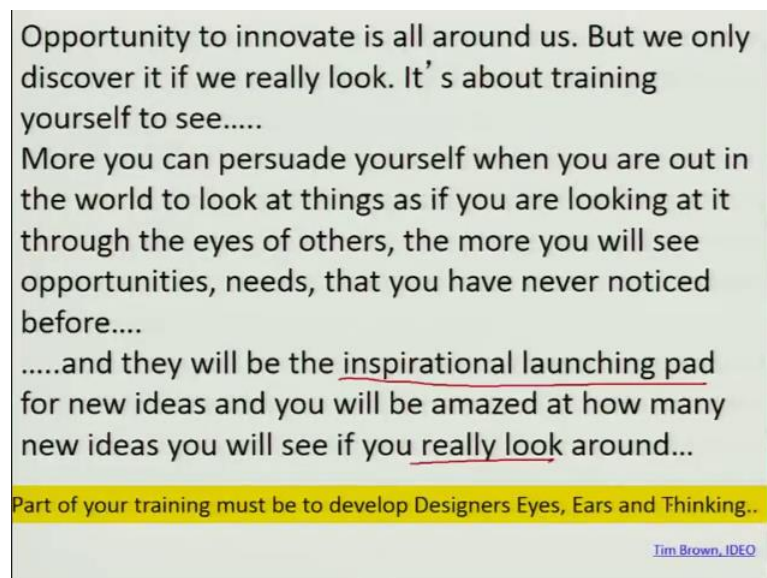 Opportunity to innovate is all around us. But we only
discover it if we really look. It’s about training
yourself to see.....
More you can persuade yourself when you are out in
the world to look at things as if you are looking at it
through the eyes of others, the more you will see
opportunities, needs, that you have never noticed
before....
.....and they will be the inspirational launching pad
for new ideas and you will be amazed at how many
new ideas you will see if you really look around...
Part of your training must be to develop Designers Eyes, Ears and Thinking..
Tim Brown, IDEO